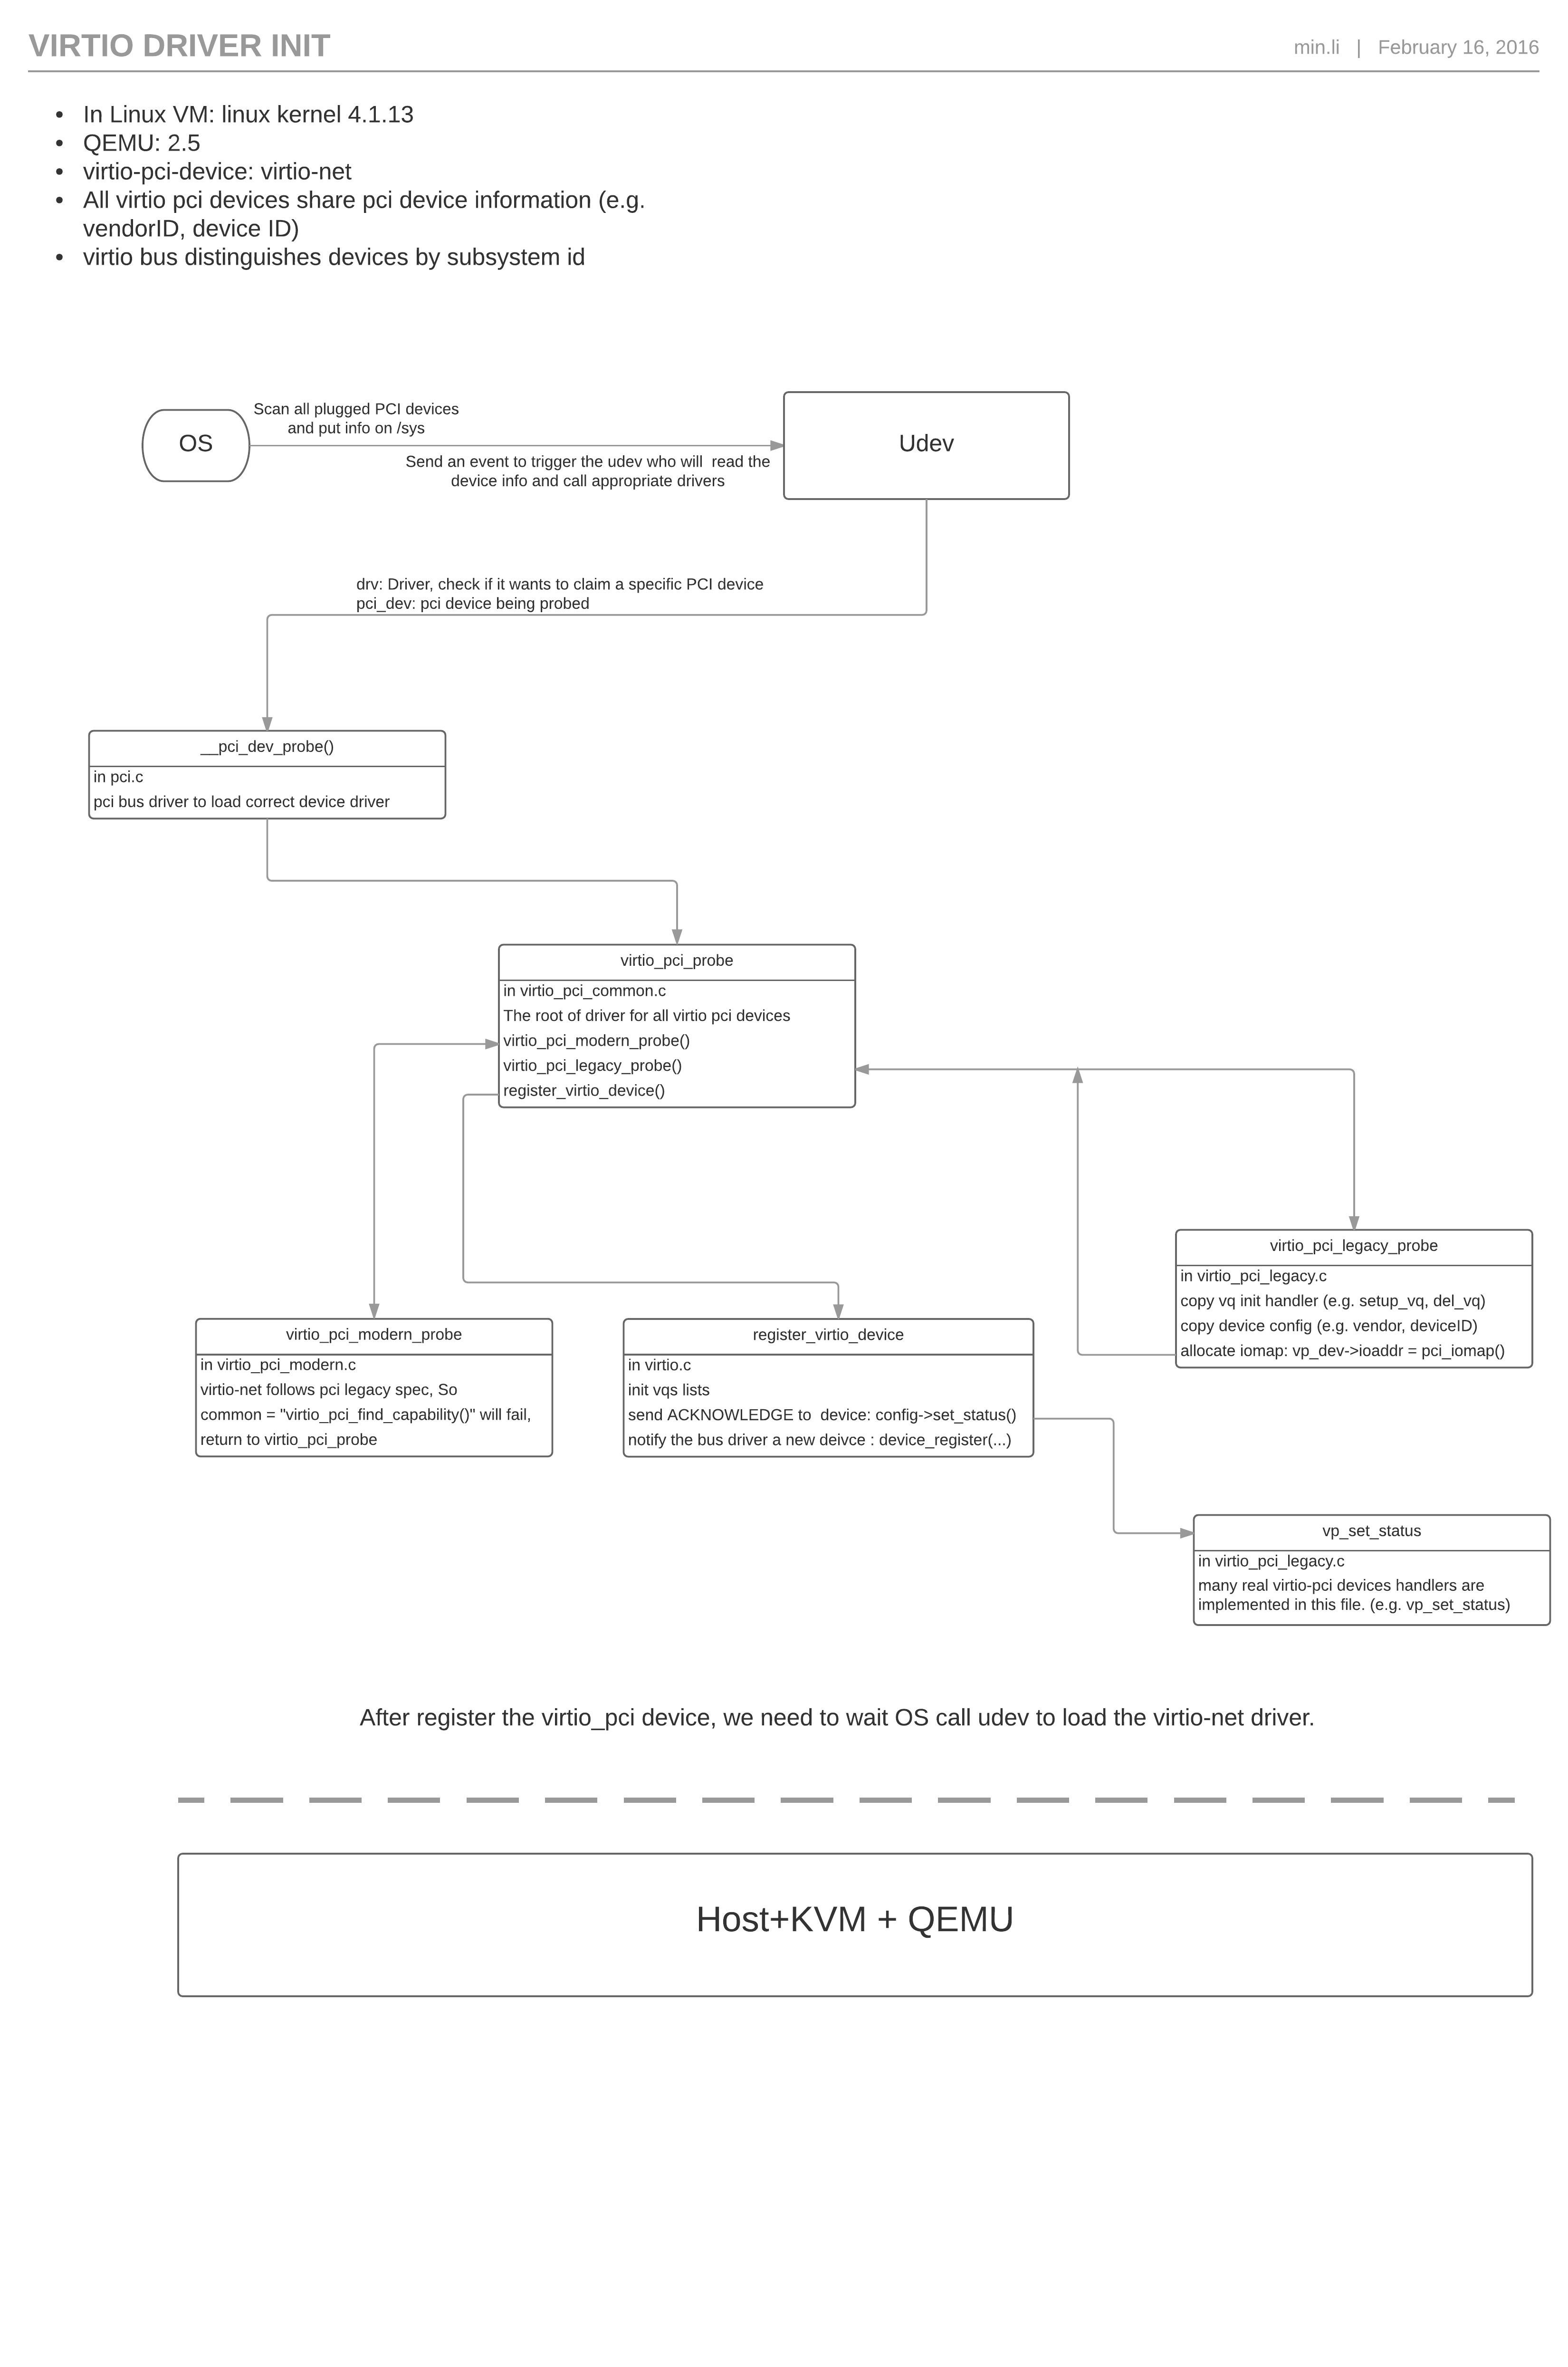 VIRTIO DRIVER INIT
min.li | February 16, 2016
• In Linux VM: linux kernel 4.1.13
• QEMU: 2.5
• virtio-pci-device: virtio-net
• All virtio pci devices share pci device information (e.g.
vendorID, device ID)
• virtio bus distinguishes devices by subsystem id
OS
Scan all plugged PCI devices
and put info on /sys
Send an event to trigger the udev who will read the
device info and call appropriate drivers
Udev
drv: Driver, check if it wants to claim a specific PCI device
pci_dev: pci device being probed
__pci_dev_probe()
in pci.c
pci bus driver to load correct device driver
virtio_pci_probe
in virtio_pci_common.c
The root of driver for all virtio pci devices
virtio_pci_modern_probe()
virtio_pci_legacy_probe()
register_virtio_device()
virtio_pci_legacy_probe
in virtio_pci_legacy.c
copy vq init handler (e.g. setup_vq, del_vq)
copy device config (e.g. vendor, deviceID)
allocate iomap: vp_dev->ioaddr = pci_iomap()
virtio_pci_modern_probe
in virtio_pci_modern.c
virtio-net follows pci legacy spec, So
common = "virtio_pci_find_capability()" will fail,
return to virtio_pci_probe
register_virtio_device
in virtio.c
init vqs lists
send ACKNOWLEDGE to device: config->set_status()
notify the bus driver a new deivce : device_register(...)
vp_set_status
in virtio_pci_legacy.c
many real virtio-pci devices handlers are
implemented in this file. (e.g. vp_set_status)
After register the virtio_pci device, we need to wait OS call udev to load the virtio-net driver.
Host+KVM + QEMU